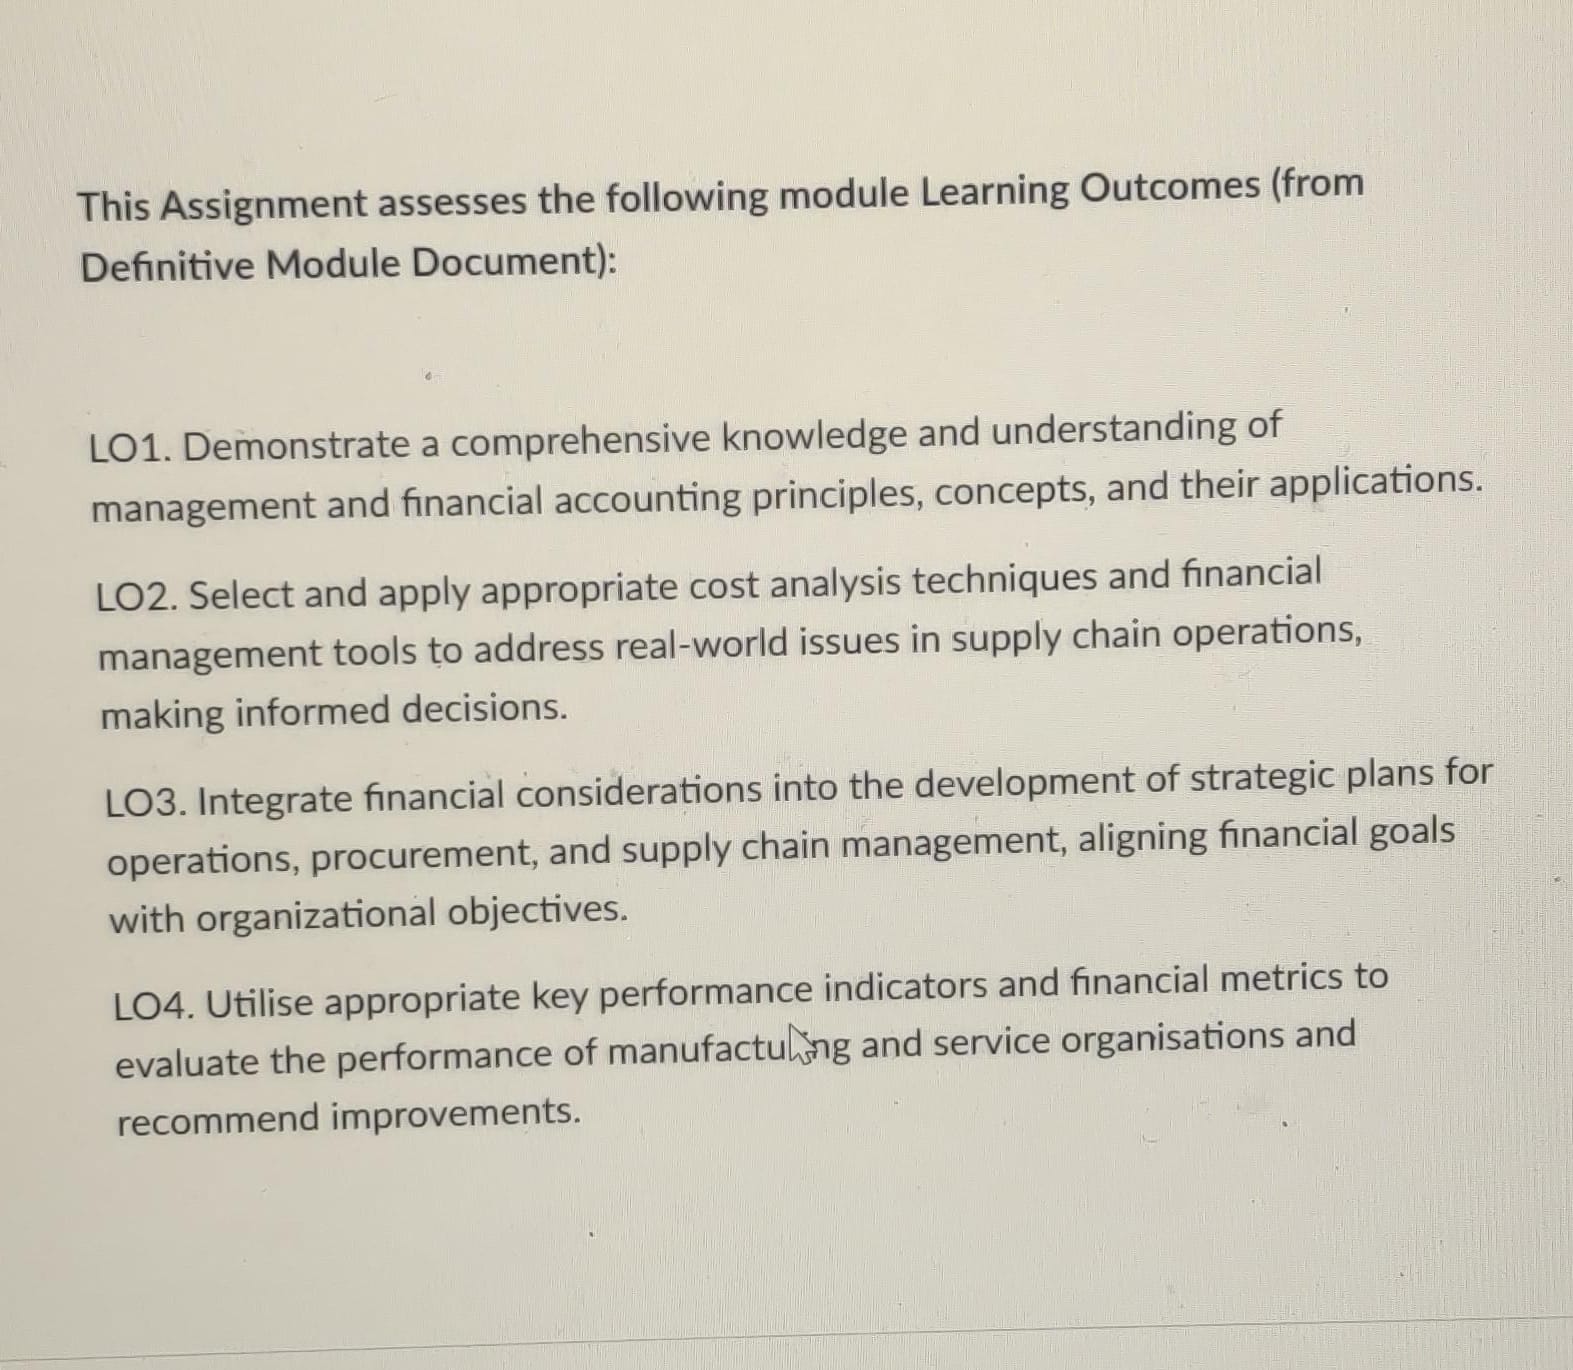 This Assignment assesses the following module Learning Outcomes (from
Definitive Module Document):
LO1. Demonstrate a comprehensive knowledge and understanding of
management and financial accounting principles, concepts, and their applications.
LO2. Select and apply appropriate cost analysis techniques and financial
management tools to address real-world issues in supply chain operations,
making informed decisions.
LO3. Integrate financial considerations into the development of strategic plans for
operations, procurement, and supply chain management, aligning financial goals
with organizational objectives.
LO4. Utilise appropriate key performance indicators and financial metrics to
evaluate the performance of manufacturing and service organisations and
recommend improvements.